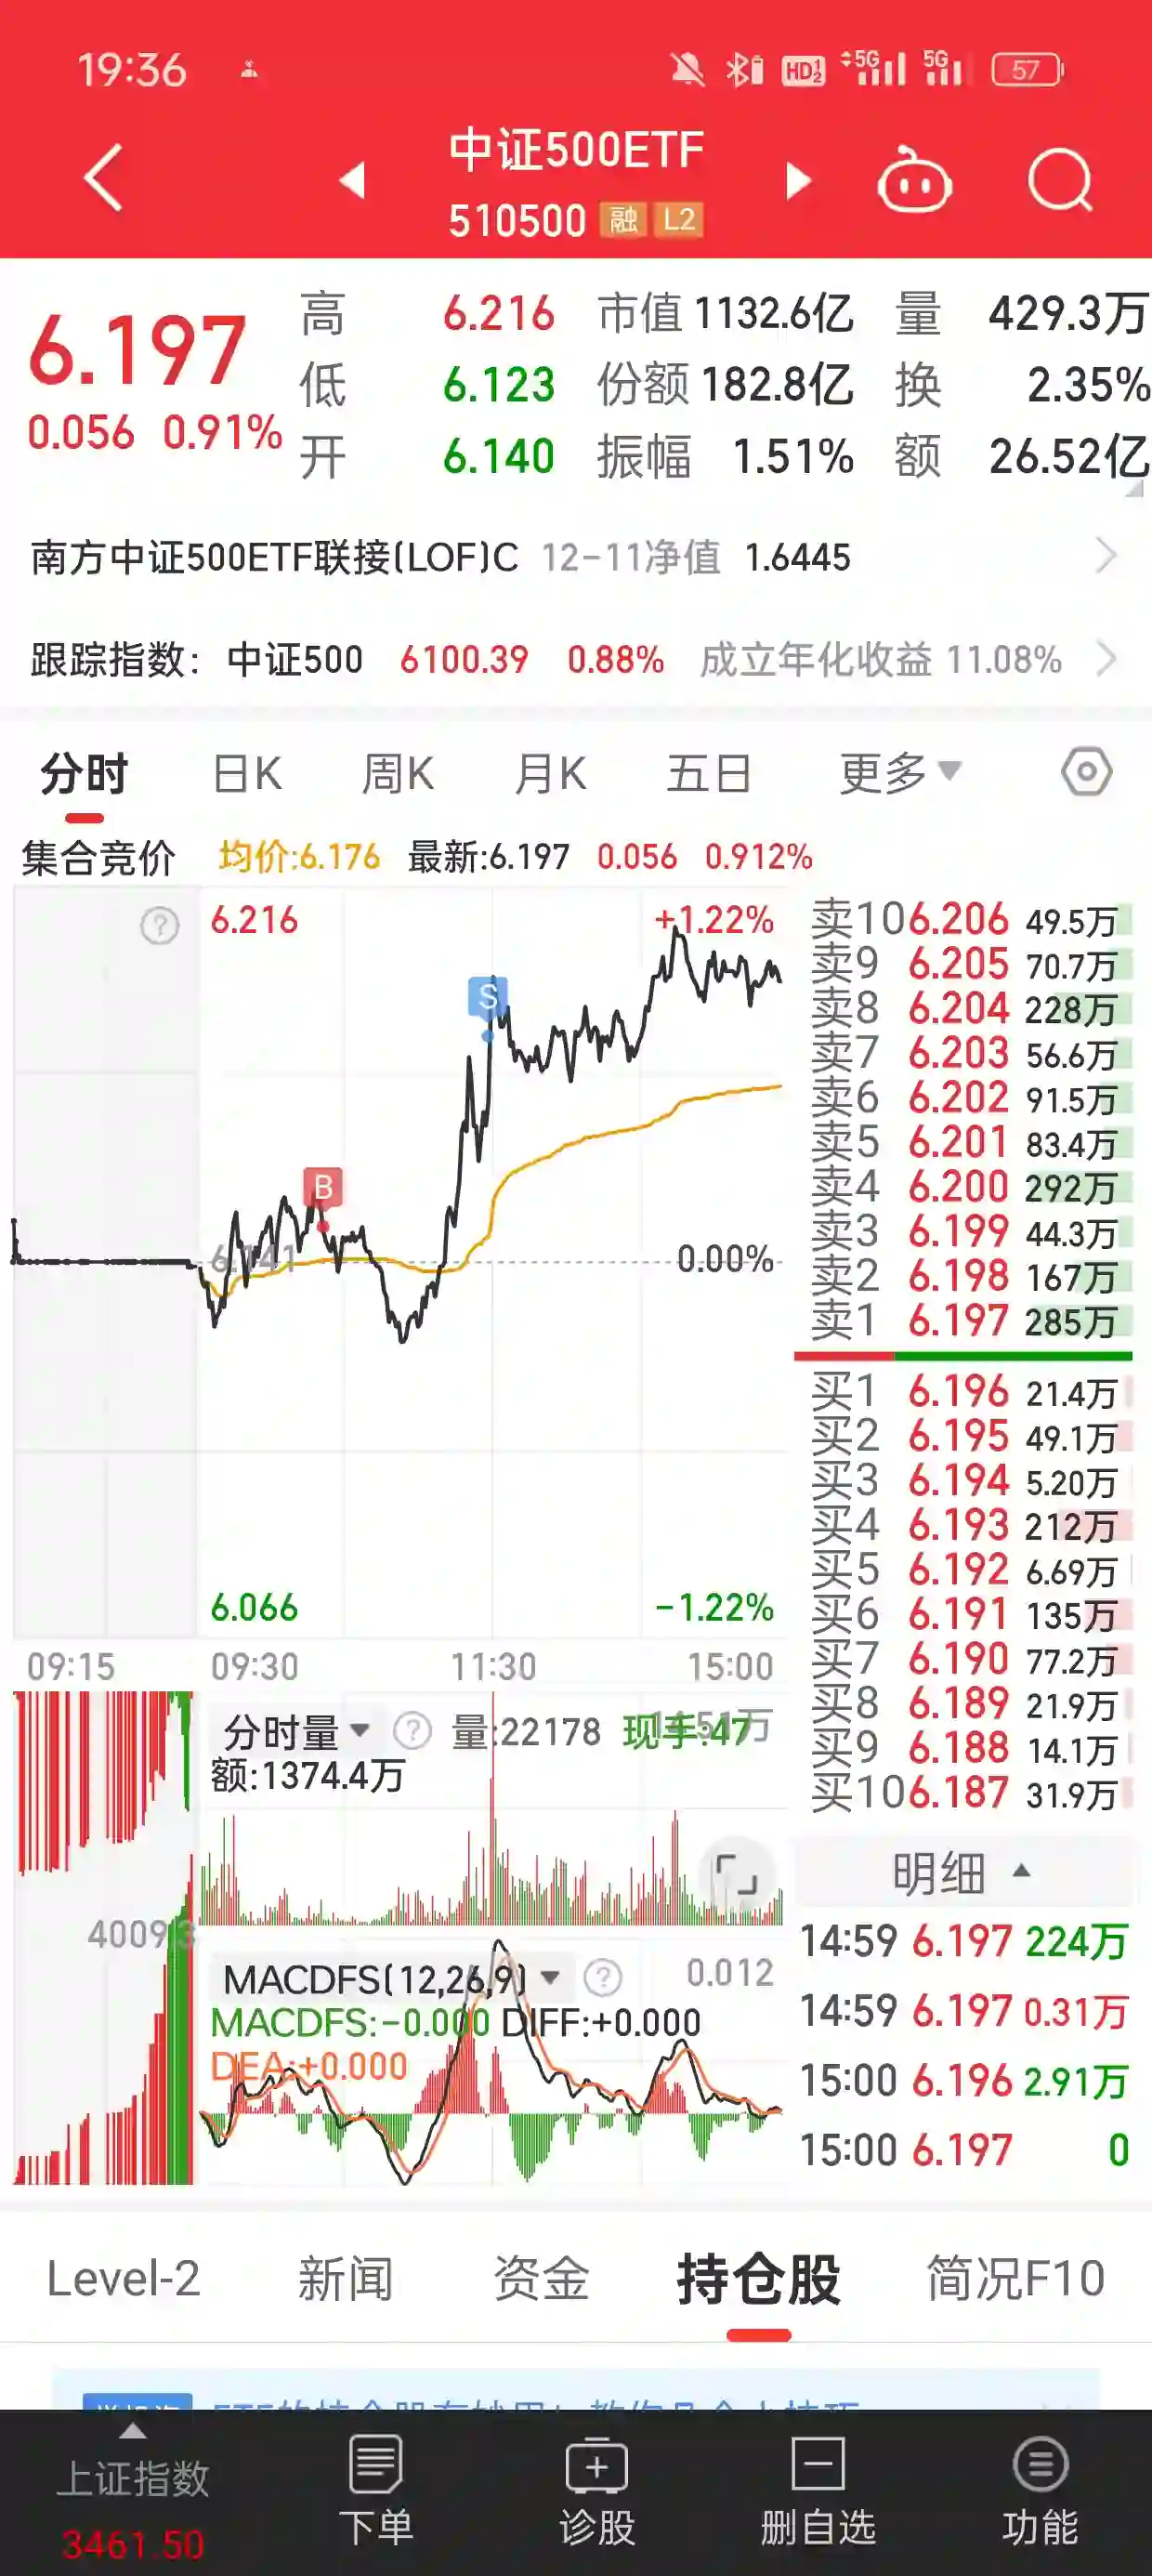 19:36 HD 1 2 5G 5G 57
中证500ETF
510500 融 L2
6.197 高 6.216 市值 1132.6亿 量 429.3万
低 6.123 份额 182.8亿 换 2.35%
0.056 0.91% 开 6.140 振幅 1.51% 额 26.52亿
南方中证500ETF联接(LOF)C 12-11净值 1.6445
跟踪指数: 中证500 6100.39 0.88% 成立年化收益 11.08%
分时 日K 周K 月K 五日 更多
集合竞价 均价:6.176 最新:6.197 0.056 0.912%
6.216 +1.22%
S
B
6.141 0.00%
6.066 -1.22%
09:15 09:30 11:30 15:00
卖10 6.206 49.5万
卖9 6.205 70.7万
卖8 6.204 228万
卖7 6.203 56.6万
卖6 6.202 91.5万
卖5 6.201 83.4万
卖4 6.200 292万
卖3 6.199 44.3万
卖2 6.198 167万
卖1 6.197 285万
买1 6.196 21.4万
买2 6.195 49.1万
买3 6.194 5.20万
买4 6.193 212万
买5 6.192 6.69万
买6 6.191 135万
买7 6.190 77.2万
买8 6.189 21.9万
买9 6.188 14.1万
买10 6.187 31.9万
分时量 ? 量:22178 现手:47
额:1374.4万
4009.3
MACDFS(12,26,9) ? 0.012
MACDFS:-0.000 DIFF:+0.000
DEA:+0.000
明细
14:59 6.197 224万
14:59 6.197 0.31万
15:00 6.196 2.91万
15:00 6.197 0
Level-2 新闻 资金 持仓股 简况F10
上证指数 下单 诊股 删自选 功能
3461.50